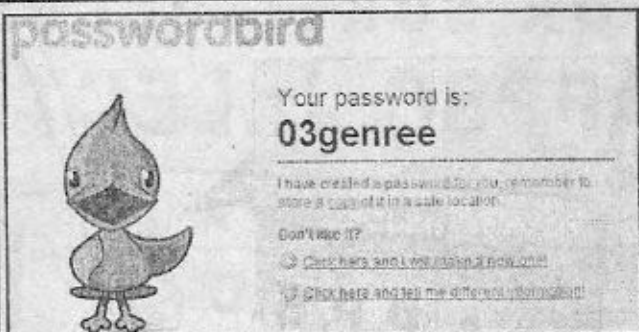 passwordbird
Your password is:
03genree
I have created a password for you, remember to
store a copy of it in a safe location.
Don't like it?
Click here and I will make a new one!
Click here and tell me different information!